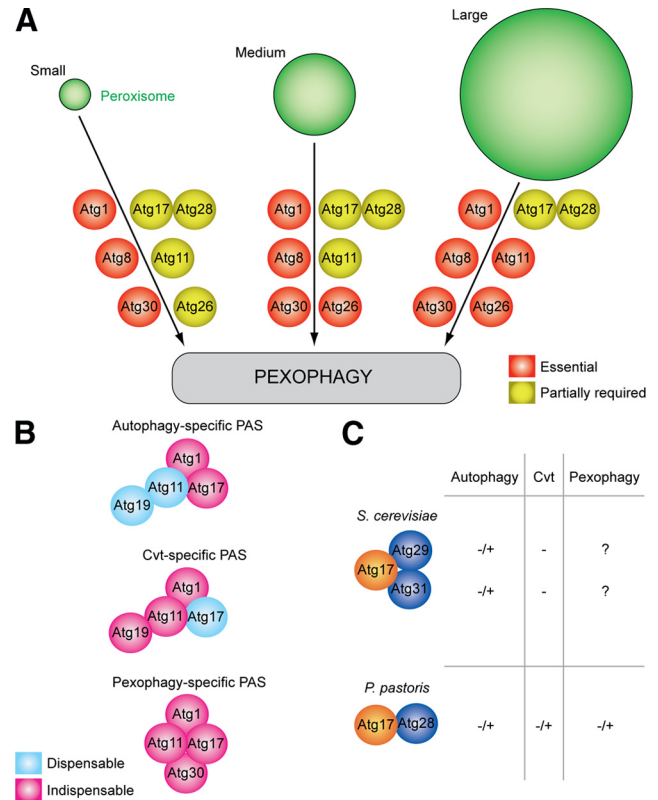 A
Small
Peroxisome
Medium
Large
Atg1
Atg17
Atg28
Atg8
Atg11
Atg30
Atg26
Atg1
Atg17
Atg28
Atg8
Atg11
Atg30
Atg26
Atg1
Atg17
Atg28
Atg8
Atg11
Atg30
Atg26
PEXOPHAGY
Essential
Partially required
B
Autophagy-specific PAS
Atg1
Atg11
Atg17
Atg19
Cvt-specific PAS
Atg1
Atg11
Atg17
Atg19
Pexophagy-specific PAS
Atg1
Atg11
Atg17
Atg30
Dispensable
Indispensable
C
Autophagy Cvt Pexophagy
S. cerevisiae
Atg29
Atg17
Atg31
-/+ - ?
-/+ - ?
P. pastoris
Atg17
Atg28
-/+ -/+ -/+